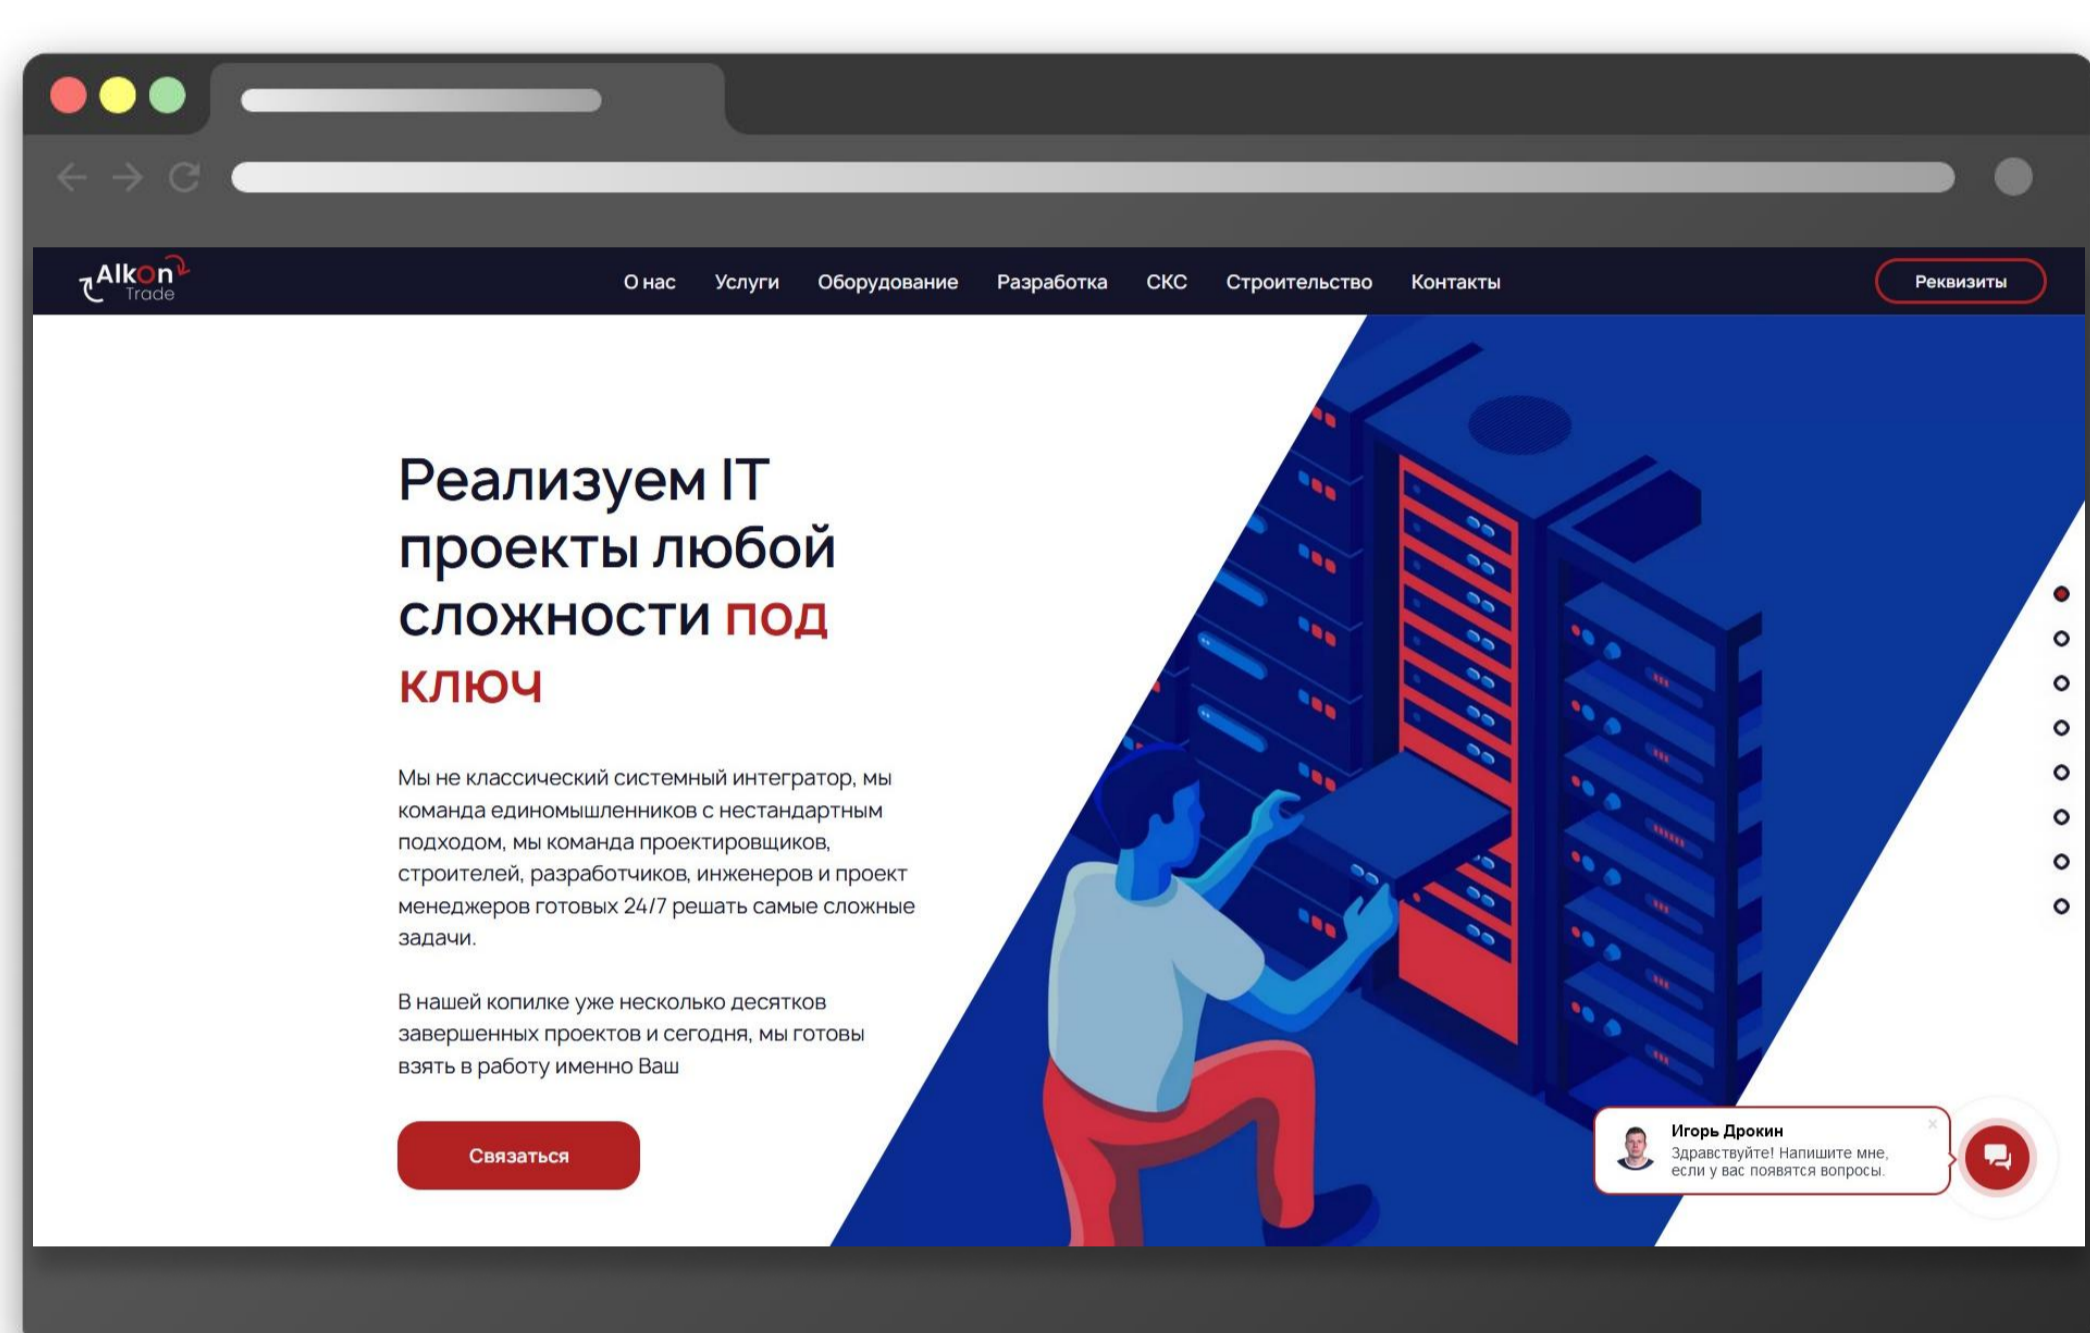 AlkOn
Trade
О нас Услуги Оборудование Разработка СКС Строительство Контакты
Реквизиты
Реализуем IT
проекты любой
сложности под
ключ
Мы не классический системный интегратор, мы
команда единомышленников с нестандартным
подходом, мы команда проектировщиков,
строителей, разработчиков, инженеров и проект
менеджеров готовых 24/7 решать самые сложные
задачи.
В нашей копилке уже несколько десятков
завершенных проектов и сегодня, мы готовы
взять в работу именно Ваш
Связаться
Игорь Дрокин
Здравствуйте! Напишите мне,
если у вас появятся вопросы.